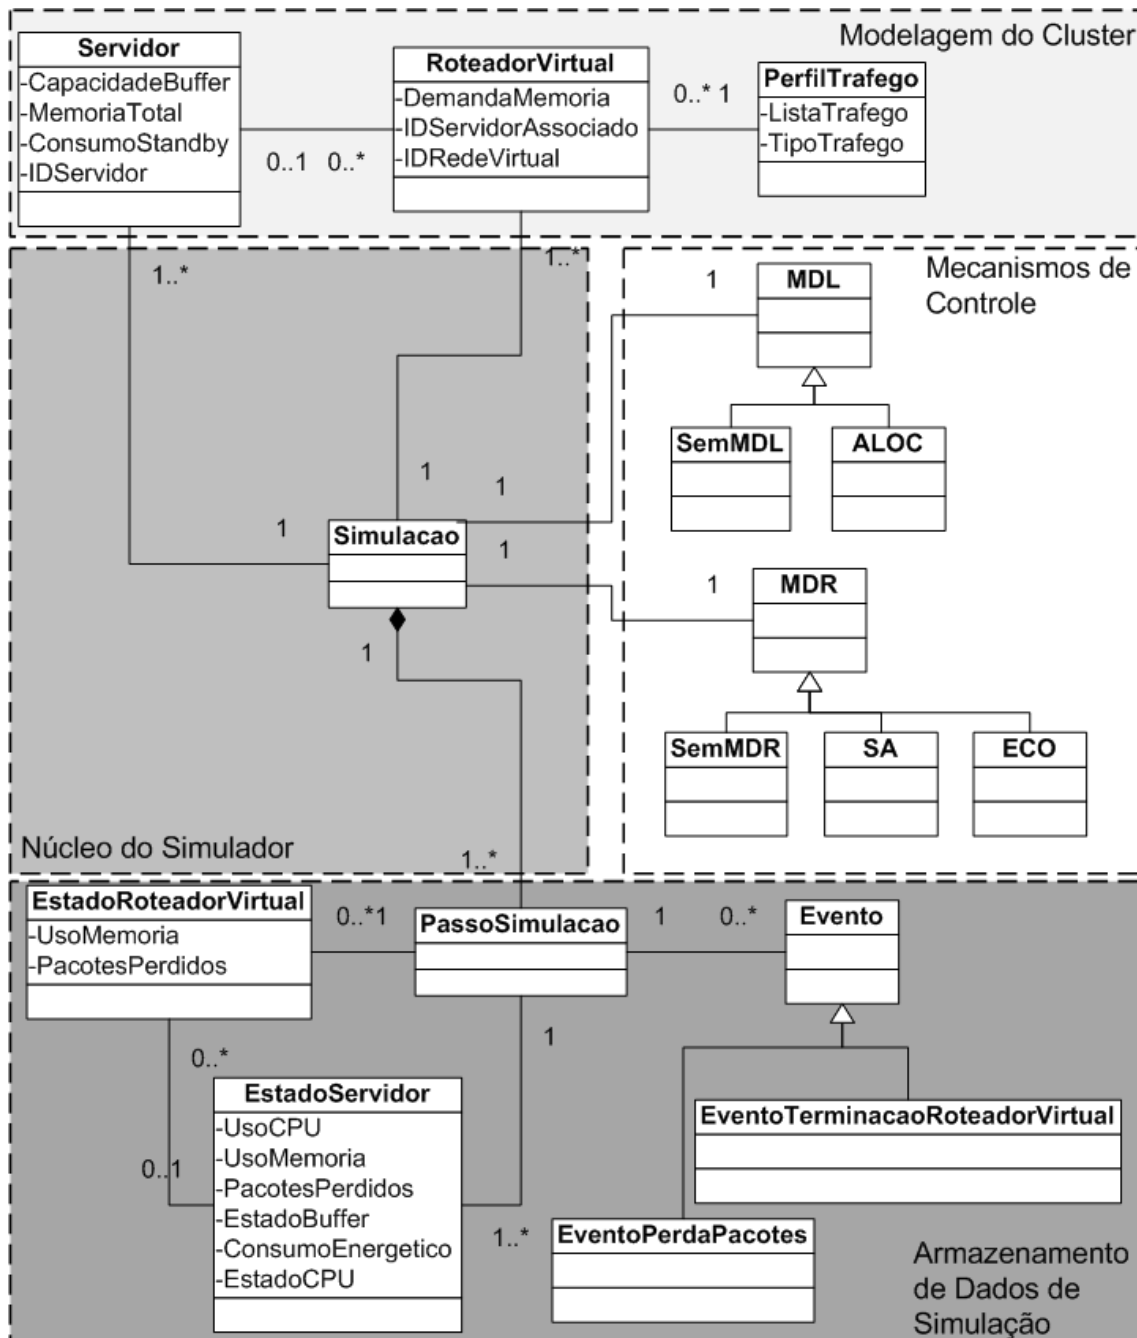 Modelagem do Cluster
Servidor
-CapacidadeBuffer
-MemoriaTotal
-ConsumoStandby
-IDServidor
0..1 0..*
RoteadorVirtual
-DemandaMemoria
-IDServidorAssociado
-IDRedeVirtual
0..* 1
PerfilTrafego
-ListaTrafego
-TipoTrafego
1..*
1..*
1
1
1
Simulacao
1
1
1..*
Núcleo do Simulador
Mecanismos de
Controle
1
MDL
SemMDL
ALOC
1
MDR
SemMDR
SA
ECO
EstadoRoteadorVirtual
-UsoMemoria
-PacotesPerdidos
0..*1
PassoSimulacao
1
0..*
Evento
0..*
0..1
1
1..*
EstadoServidor
-UsoCPU
-UsoMemoria
-PacotesPerdidos
-EstadoBuffer
-ConsumoEnergetico
-EstadoCPU
EventoTerminacaoRoteadorVirtual
EventoPerdaPacotes
Armazenamento
de Dados de
Simulação